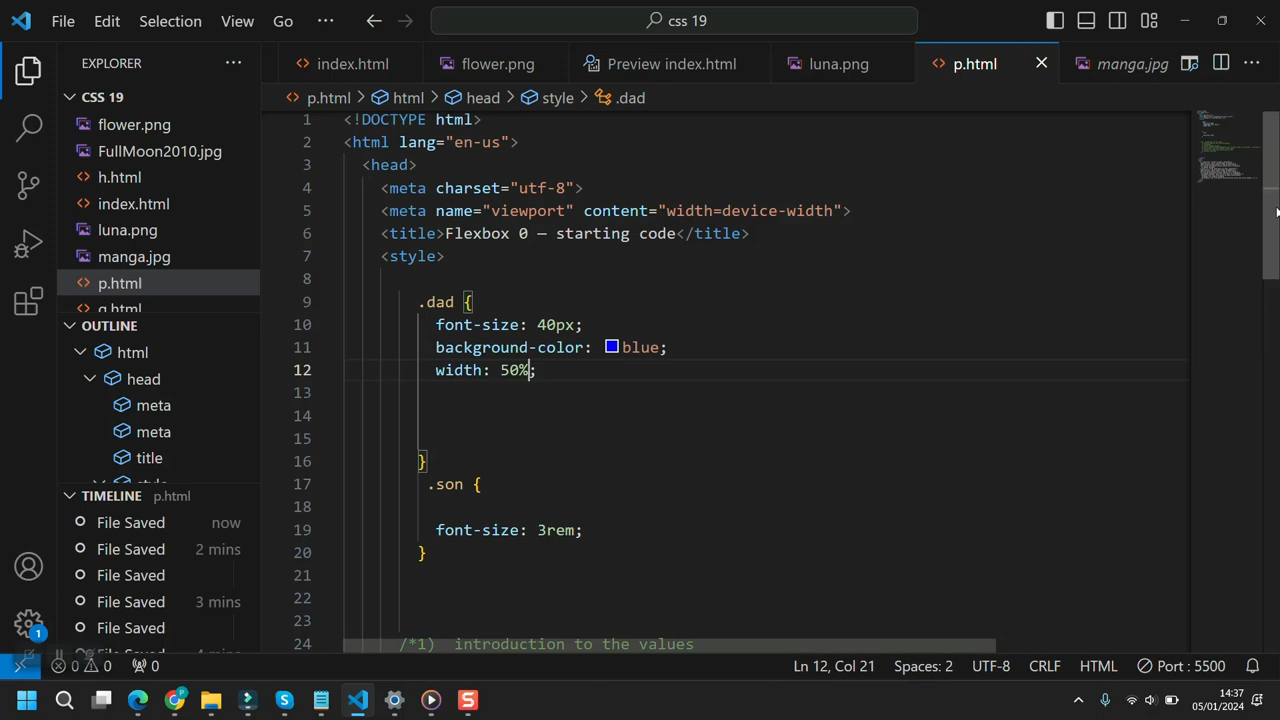 File Edit Selection View Go ··· css 19
EXPLORER ···
index.html flower.png Preview index.html luna.png p.html manga.jpg ···
CSS 19
flower.png
FullMoon2010.jpg
h.html
index.html
luna.png
manga.jpg
p.html
OUTLINE
html
head
meta
meta
title
TIMELINE p.html
File Saved now
File Saved 2 mins
File Saved
File Saved 3 mins
File Saved
p.html > html > head > style > .dad
1 <!DOCTYPE html>
2 <html lang="en-us">
3 <head>
4 <meta charset="utf-8">
5 <meta name="viewport" content="width=device-width">
6 <title>Flexbox 0 — starting code</title>
7 <style>
8
9 .dad {
10 font-size: 40px;
11 background-color: blue;
12 width: 50%;
13
14
15
16 }
17 .son {
18
19 font-size: 3rem;
20 }
21
22
23
24 /*1) introduction to the values
0 0 0 Ln 12, Col 21 Spaces: 2 UTF-8 CRLF HTML Port : 5500
1
14:37
05/01/2024